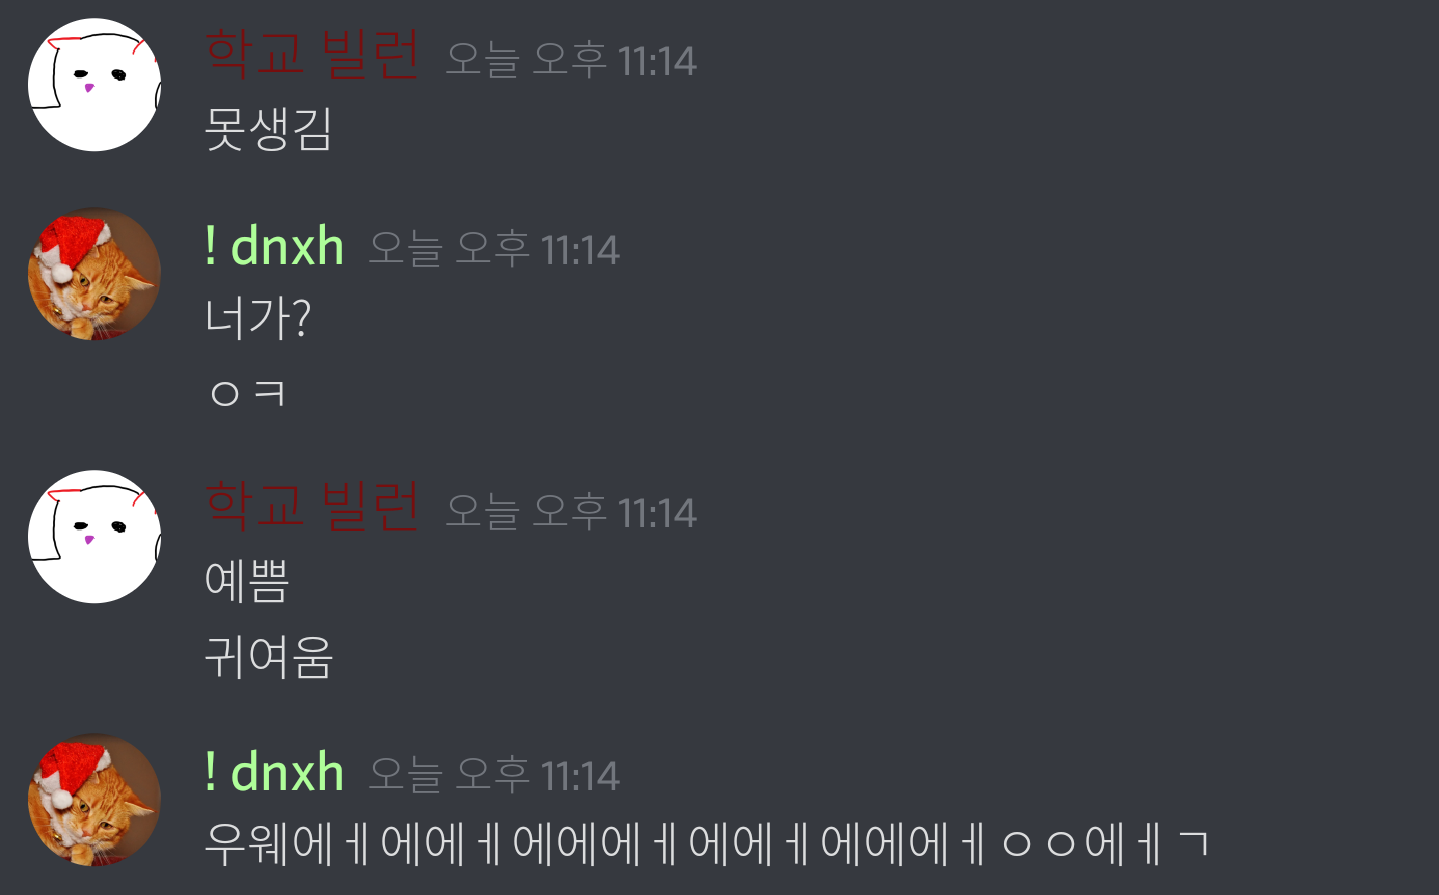 학교 빌런 오늘 오후 11:14
못생김
! dnxh 오늘 오후 11:14
너가?
ㅇㅋ
학교 빌런 오늘 오후 11:14
예쁨
귀여움
! dnxh 오늘 오후 11:14
우웨에ㅔ에에ㅔ에에에ㅔ에에ㅔ에에에ㅔㅇㅇ에ㅔㄱ